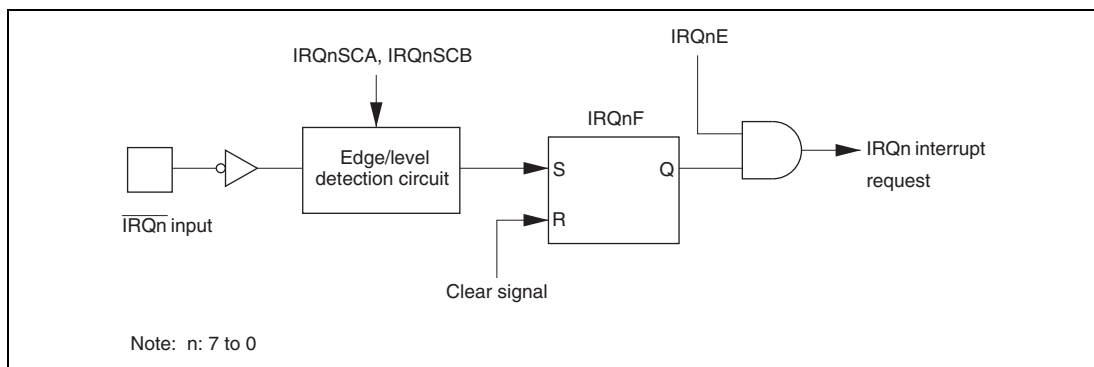 IRQnSCA, IRQnSCB
IRQnE
IRQnF
Edge/level
detection circuit
IRQn interrupt
request
S
Q
R
IRQn input
Clear signal
Note: n: 7 to 0